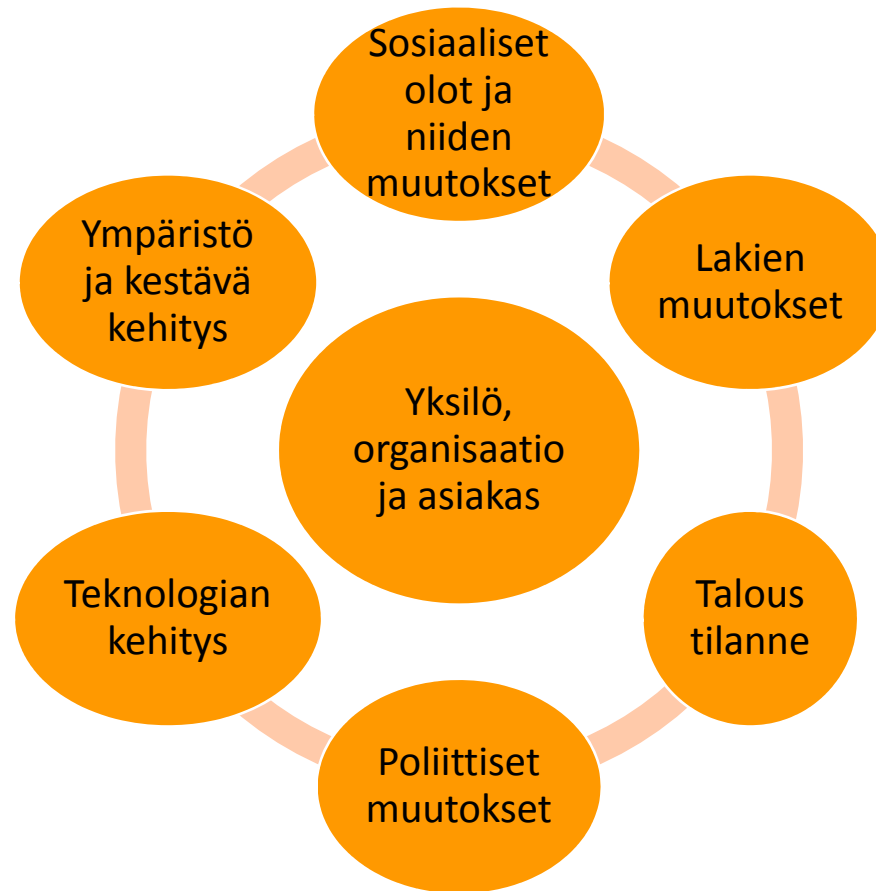 Sosiaaliset
olot ja
niiden
muutokset
Lakien
muutokset
Talous
tilanne
Poliittiset
muutokset
Teknologian
kehitys
Ympäristö
ja kestävä
kehitys
Yksilö,
organisaatio
ja asiakas